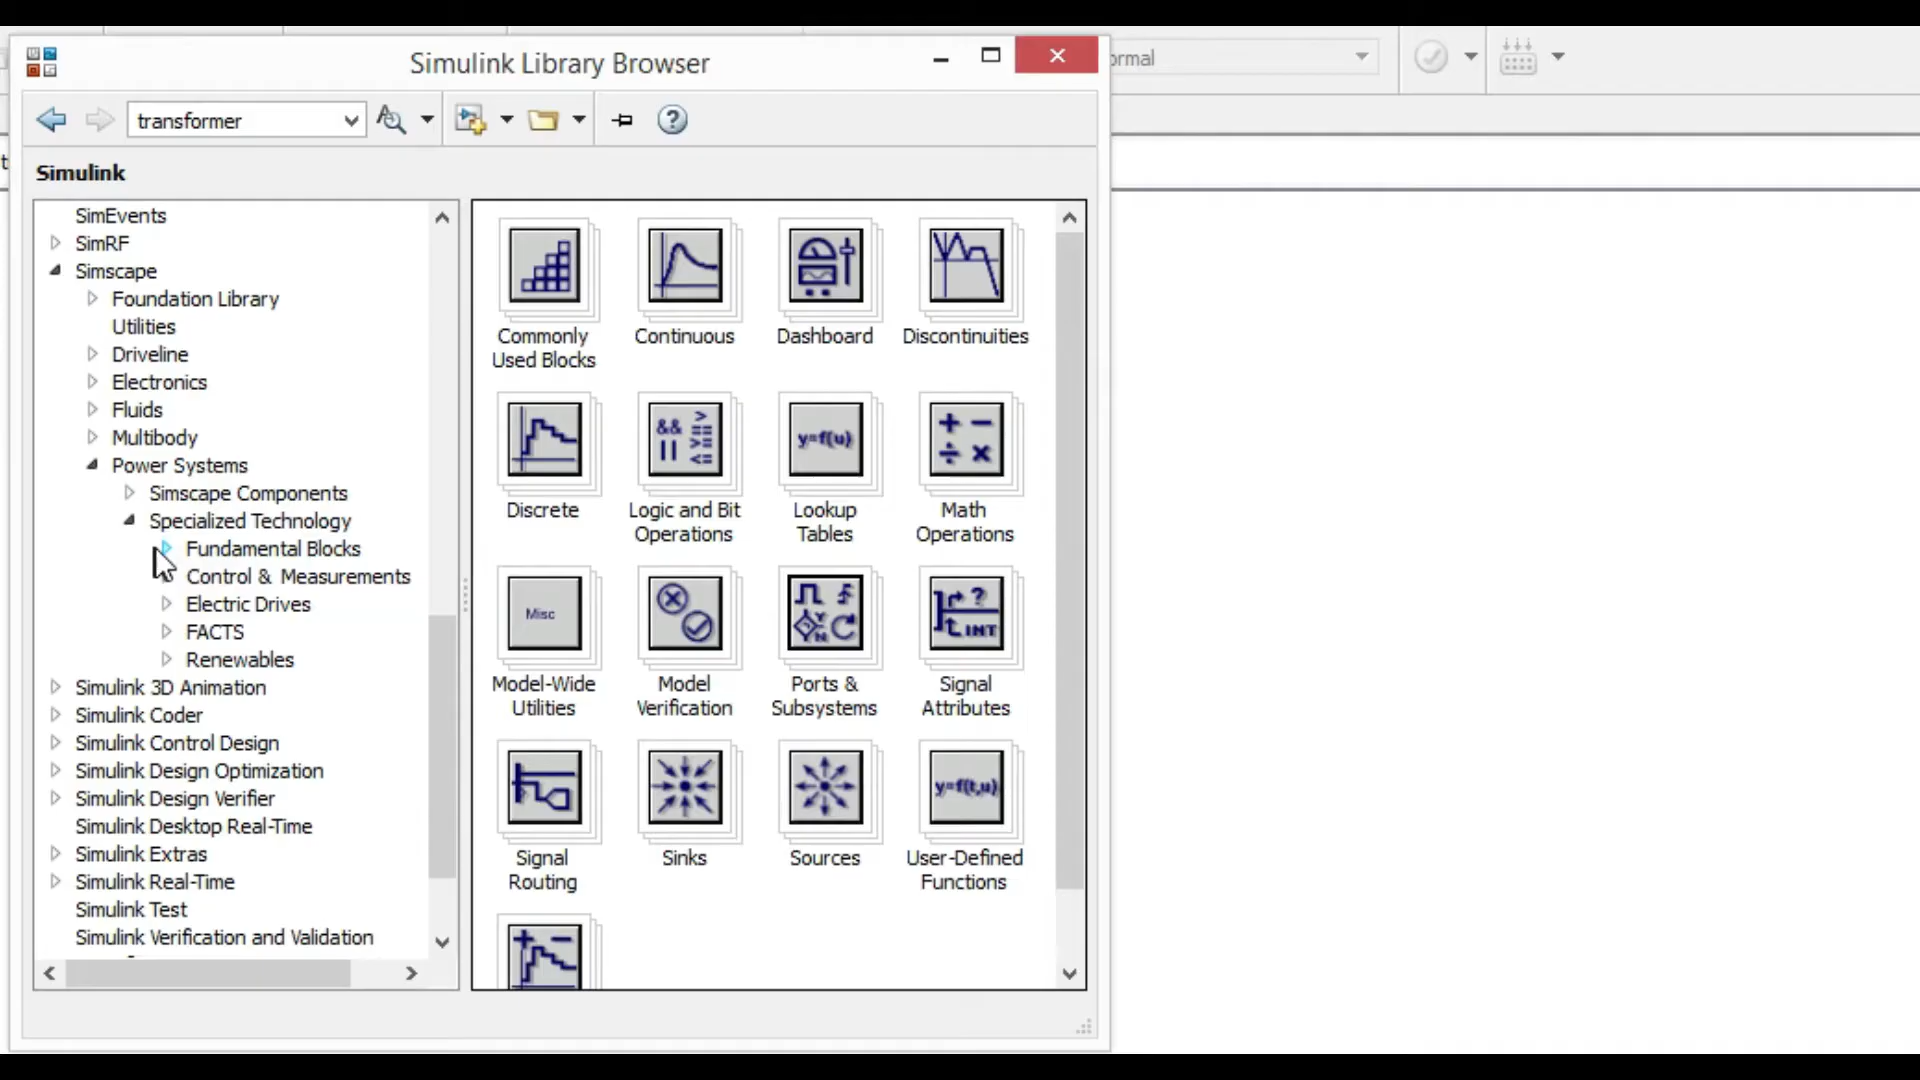 Simulink Library Browser
ormal
transformer
t
Simulink
SimEvents
SimRF
Simscape
Foundation Library
Utilities
Driveline
Electronics
Fluids
Multibody
Power Systems
Simscape Components
Specialized Technology
Fundamental Blocks
Control & Measurements
Electric Drives
FACTS
Renewables
Simulink 3D Animation
Simulink Coder
Simulink Control Design
Simulink Design Optimization
Simulink Design Verifier
Simulink Desktop Real-Time
Simulink Extras
Simulink Real-Time
Simulink Test
Simulink Verification and Validation
Commonly
Used Blocks
Continuous
Dashboard
Discontinuities
Discrete
&& > == || >= <=
Logic and Bit
Operations
y=f(u)
Lookup
Tables
+ − ÷ ×
Math
Operations
Misc
Model-Wide
Utilities
Model
Verification
Y N
Ports &
Subsystems
? INT
Signal
Attributes
Signal
Routing
Sinks
Sources
y=f(t,u)
User-Defined
Functions
+ −